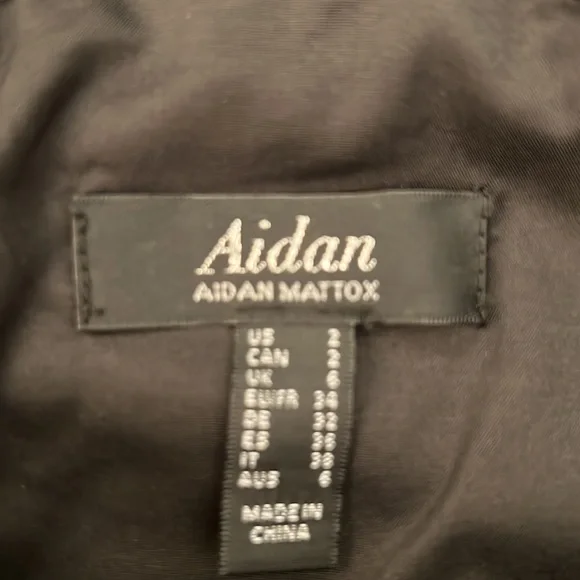 Aidan
AIDAN MATTOX
US 2
CAN 2
UK 6
EU/FR 34
DE 32
ES 36
IT 38
AUS 6
MADE IN
CHINA